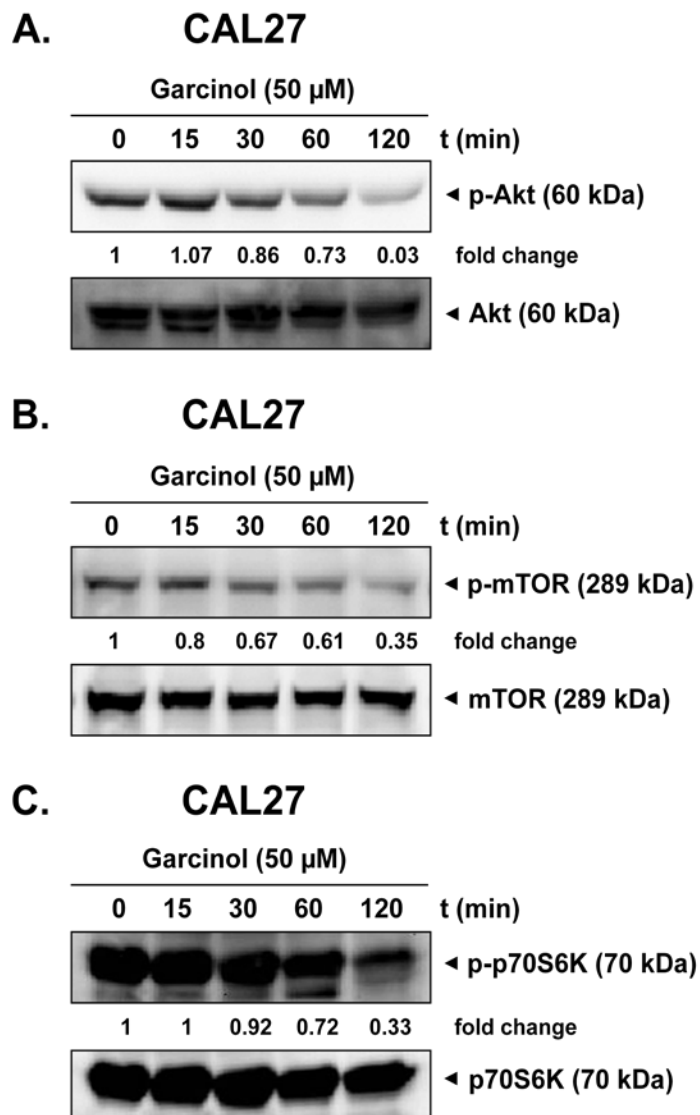 A. CAL27
Garcinol (50 µM)
0 15 30 60 120 t (min)
◄ p-Akt (60 kDa)
1 1.07 0.86 0.73 0.03 fold change
◄ Akt (60 kDa)
B. CAL27
Garcinol (50 µM)
0 15 30 60 120 t (min)
◄ p-mTOR (289 kDa)
1 0.8 0.67 0.61 0.35 fold change
◄ mTOR (289 kDa)
C. CAL27
Garcinol (50 µM)
0 15 30 60 120 t (min)
◄ p-p70S6K (70 kDa)
1 1 0.92 0.72 0.33 fold change
◄ p70S6K (70 kDa)